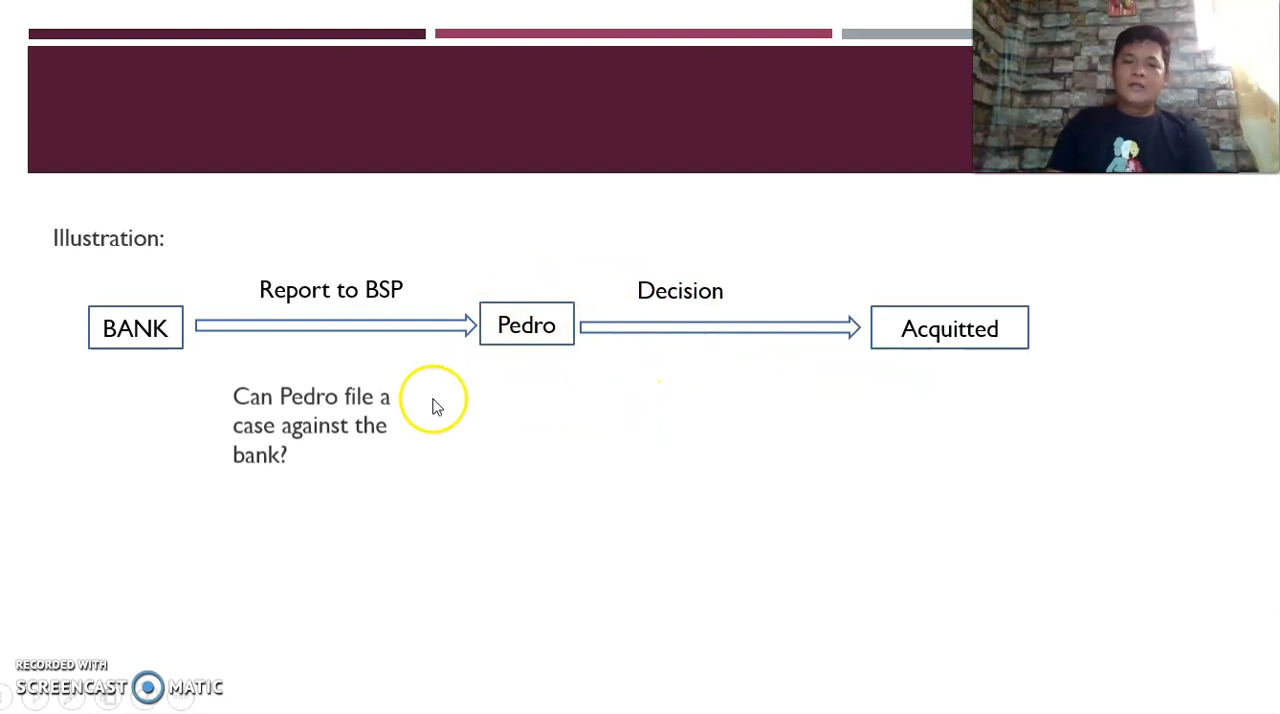 Illustration:
Report to BSP
Decision
BANK
Pedro
Acquitted
Can Pedro file a
case against the
bank?
RECORDED WITH
SCREENCAST MATIC